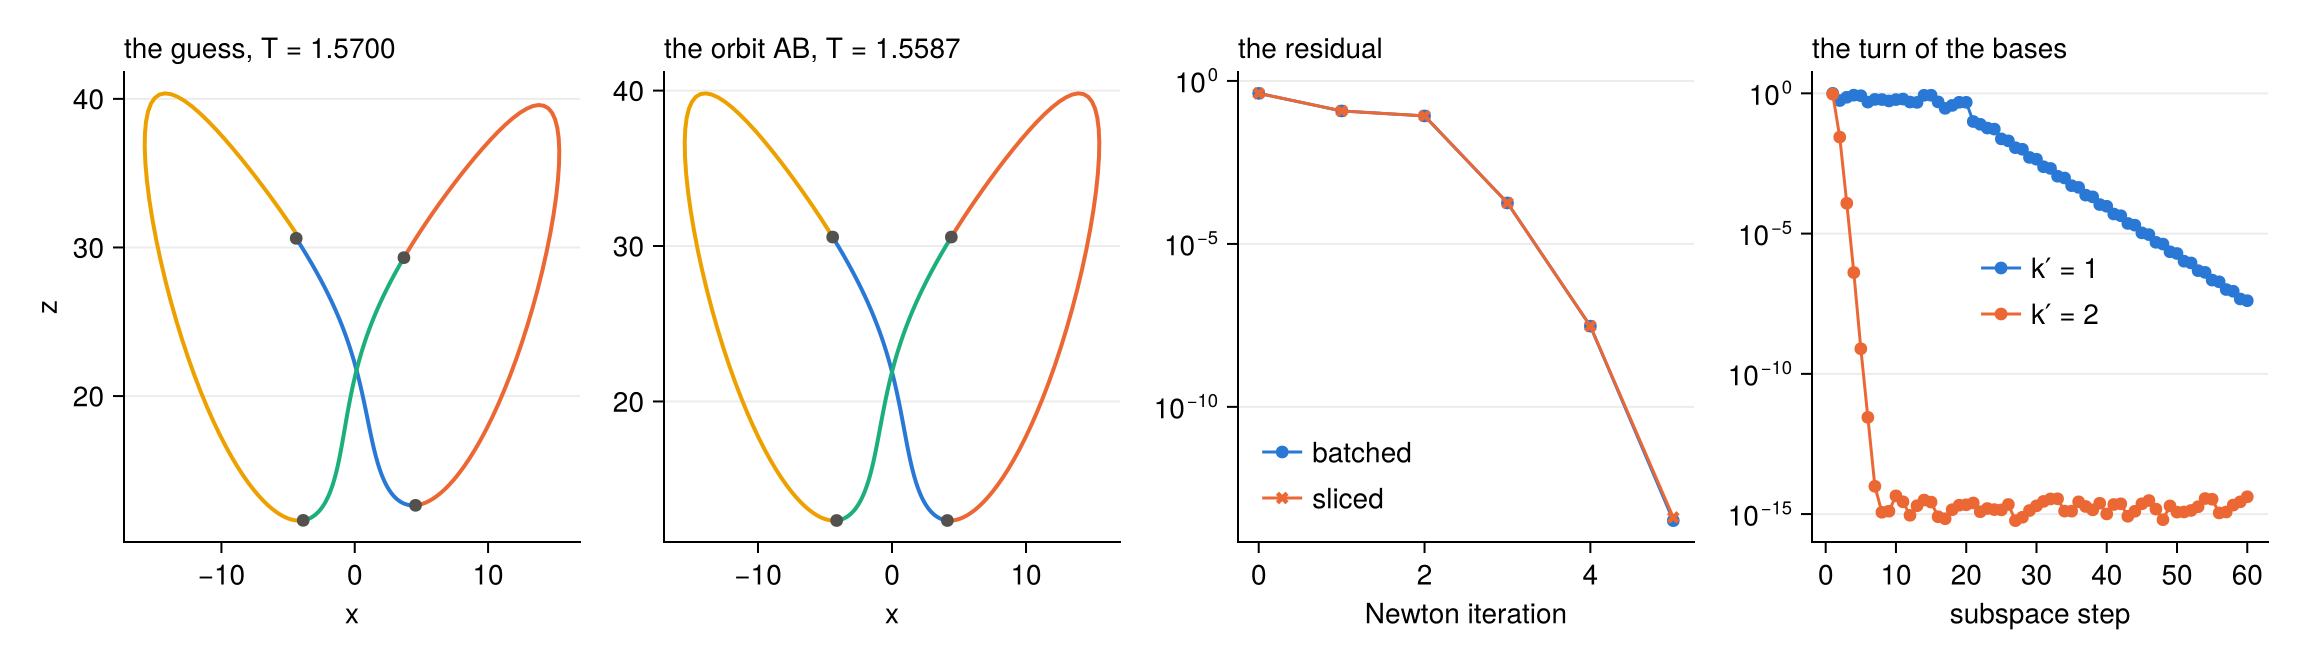 the guess, T = 1.5700
40
30
20
z
−10 0 10
x
the orbit AB, T = 1.5587
40
30
20
−10 0 10
x
the residual
10⁰
10⁻⁵
10⁻¹⁰
batched
sliced
0 2 4
Newton iteration
the turn of the bases
10⁰
10⁻⁵
10⁻¹⁰
10⁻¹⁵
k′ = 1
k′ = 2
0 10 20 30 40 50 60
subspace step